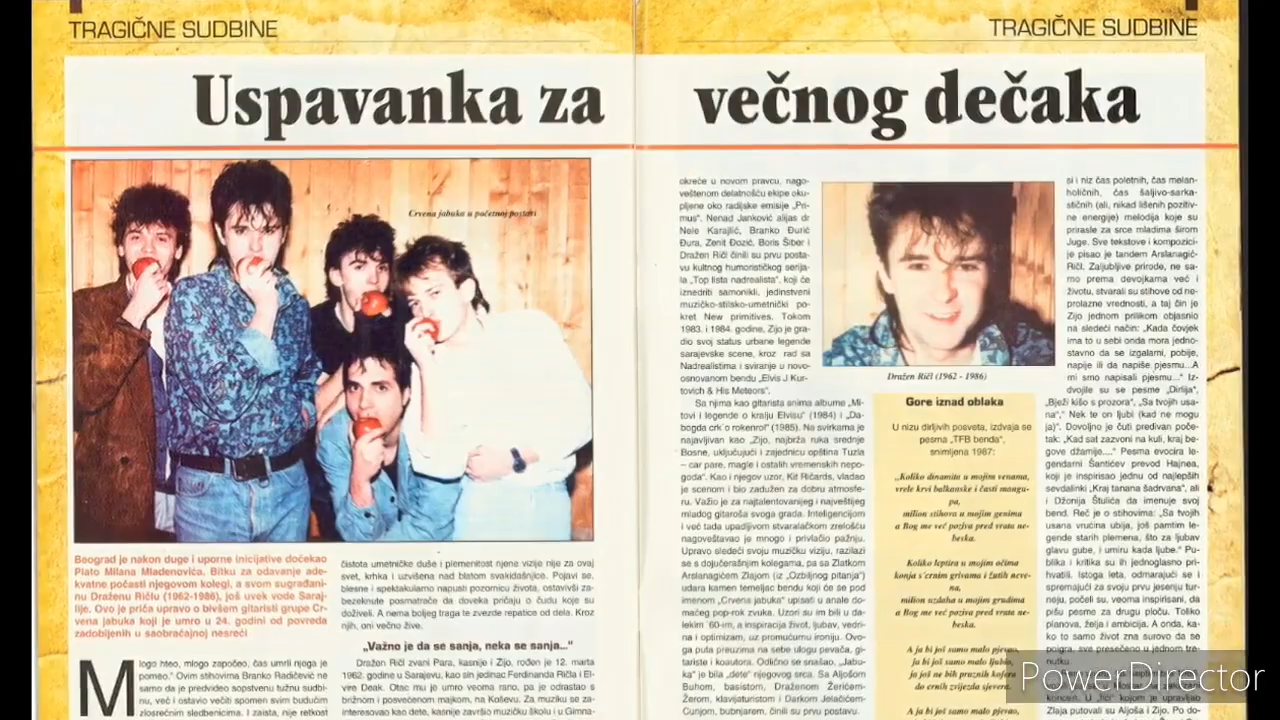 TRAGIČNE SUDBINE
TRAGIČNE SUDBINE
Uspavanka za
večnog dečaka
Crvena jabuka u početnoj postavi
Beograd je nakon duge i uporne inicijative dočekao
Plato Milana Mladenovića. Bitku za odavanje ade-
kvatne počasti njegovom kolegi, a svom sugrađani-
nu Draženu Ričlu (1962-1986), još uvek vode Saraj-
lije. Ovo je priča upravo o bivšem gitaristi grupe Cr-
vena jabuka koji je umro u 24. godini od povreda
zadobijenih u saobraćajnoj nesreći
Mlogo hteo, mlogo započeo, čas umrli njega je
pomeo." Ovim stihovima Branko Radičević ne
samo da je predvideo sopstvenu tužnu sudbi-
nu, već i ostavio večiti spomen svim budućim
zlosrećnim sledbenicima. I zaista, nije retkost
čistota umetničke duše i plemenitost njene vizije nije za ovaj
svet, krhka i uzvišena nad blatom svakidašnjice. Pojavi se,
blesne i spektakularno napusti pozornicu života, ostavivši za-
bezeknute posmatrače da doveka pričaju o čudu koje su
doživeli. A nema boljeg traga te zvezde repatice od dela. Kroz
njih, oni večno žive.
„Važno je da se sanja, neka se sanja..."
Dražen Ričl zvani Para, kasnije i Zijo, rođen je 12. marta
1962. godine u Sarajevu, kao sin jedinac Ferdinanda Ričla i El-
vire Deak. Otac mu je umro veoma rano, pa je odrastao s
brižnom i posvećenom majkom, na Koševu. Za muziku se za-
interesovao kao dete, kasnije završio muzičku školu i u Gimna-
okreće u novom pravcu, nago-
veštenom delatnošću ekipe oku-
pljene oko radijske emisije „Pri-
mus". Nenad Janković alijas dr
Nele Karajlić, Branko Đurić
Đura, Zenit Đozić, Boris Šiber i
Dražen Ričl činili su prvu posta-
vu kultnog humorističkog serija-
la „Top lista nadrealista", koji će
iznedriti samonikli, jedinstveni
muzičko-stilsko-umetnički po-
kret New primitives. Tokom
1983. i 1984. godine, Zijo je gra-
dio svoj status urbane legende
sarajevske scene, kroz rad sa
Nadrealistima i sviranje u novo-
osnovanom bendu „Elvis J Kur-
tovich & His Meteors".
Sa njima kao gitarista snima albume „Mi-
tovi i legende o kralju Elvisu" (1984) i „Da-
bogda crk'o rokenrol" (1985). Na svirkama je
najavljivan kao „Zijo, najbrža ruka srednje
Bosne, uključujući i zajednicu opština Tuzla
– car pare, magle i ostalih vremenskih nepo-
goda". Kao i njegov uzor, Kit Ričards, vladao
je scenom i bio zadužen za dobru atmosfe-
ru. Važio je za najtalentovanijeg i najveštijeg
mladog gitaroša svoga grada. Inteligencijom
i već tada upadljivom stvaralačkom zrelošću
nagoveštavao je mnogo i privlačio pažnju.
Upravo sledeći svoju muzičku viziju, razilazi
se s dojučerašnjim kolegama, pa sa Zlatkom
Arslanagićem Zlajom (iz „Ozbiljnog pitanja")
udara kamen temeljac bendu koji će se pod
imenom „Crvena jabuka" upisati u anale do-
maćeg pop-rok zvuka. Uzori su im bili u da-
lekim '60-im, a inspiracija život, ljubav, vedri-
na i optimizam, uz promućurnu ironiju. Ovo-
ga puta preuzima na sebe ulogu pevača, gi-
tariste i koautora. Odlično se snašao, „Jabu-
ka" je bila „dete" njegovog srca. Sa Aljošom
Buhom, basistom, Draženom Žerićem-
Žerom, klavijaturistom i Darkom Jelačićem-
Cunjom, bubnjarem, činili su prvu postavu.
Dražen Ričl (1962 - 1986)
Gore iznad oblaka
U nizu dirljivih posveta, izdvaja se
pesma „TFB benda",
snimljena 1987:
„Koliko dinamita u mojim venama,
vrele krvi balkanske i časti mangu-
pa,
milion stihova u mojim genima
a Bog me već poziva pred vrata ne-
beska.
Koliko leptira u mojim očima
konja s'crnim grivama i žutih neve-
na,
milion uzdaha u mojim grudima
a Bog me već poziva pred vrata ne-
beska.
A ja bi još samo malo pjevao,
ja bi još samo malo ljubio,
ja još ne bih praznik kofera
do crnih zvijezda sjevera.
A ja bi još samo malo pjevao,
si i niz čas poletnih, čas melan-
holičnih, čas šaljivo-sarka-
stičnih (ali, nikad lišenih pozitiv-
ne energije) melodija koje su
prirasle za srce mladima širom
Juge. Sve tekstove i kompozici-
je pisao je tandem Arslanagić-
Ričl. Zaljubljive prirode, ne sa-
mo prema devojkama već i
životu, stvarali su stihove od ne-
prolazne vrednosti, a taj čin je
Zijo jednom prilikom objasnio
na sledeći način: „Kada čovjek
ima to u sebi onda mora jedno-
stavno da se izgalami, pobije,
napije ili da napiše pjesmu...A
mi smo napisali pjesmu..." Iz-
dvojile su se pesme „Dirlija",
„Bježi kišo s prozora", „Sa tvojih usa-
na"," Nek te on ljubi (kad ne mogu
ja)". Dovoljno je čuti predivan poče-
tak: „Kad sat zazvoni na kuli, kraj be-
gove džamije...." Pesma evocira le-
gendarni Šantićev prevod Hajnea,
koji je inspirisao jednu od najlepših
sevdalinki „Kraj tanana šadrvana", ali
i Džonija Štulića da imenuje svoj
bend. Reč je o stihovima: „Sa tvojih
usana vrućina ubija, još pamtim le-
gende starih plemena, što za ljubav
glavu gube, i umiru kada ljube." Pu-
blika i kritika su ih jednoglasno pri-
hvatili. Istoga leta, odmarajući se i
spremajući za svoju prvu jesenju tur-
neju, počeli su, veoma inspirisani, da
pišu pesme za drugu ploču. Toliko
planova, želja i ambicija. A onda, ka-
ko to samo život zna surovo da se
poigra, sve presečeno u jednom tre-
nutku.
koncert. U „fići" kojom je upravljao
Zlaja putovali su Aljoša i Zijo. Po do-
PowerDirector